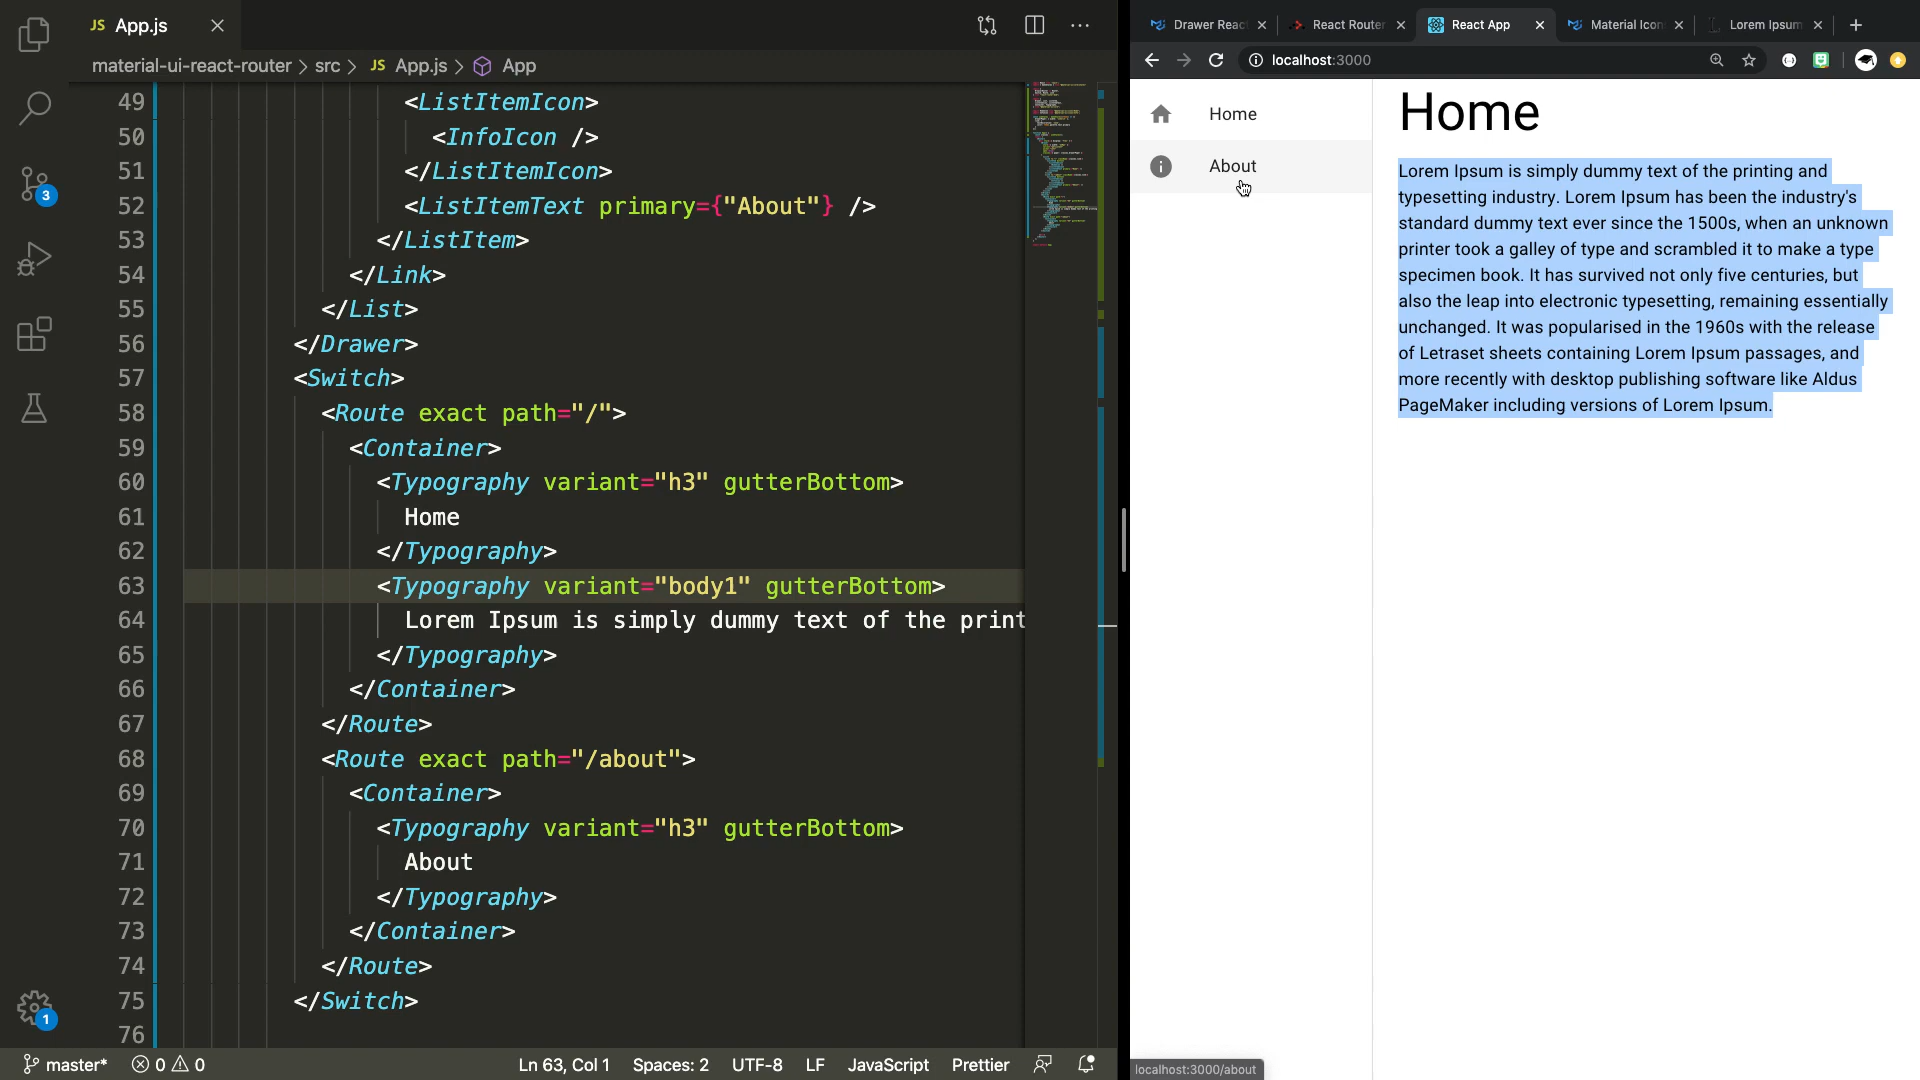 JS App.js
material-ui-react-router > src > JS App.js > App
49 <ListItemIcon>
50 <InfoIcon />
51 </ListItemIcon>
52 <ListItemText primary={"About"} />
53 </ListItem>
54 </Link>
55 </List>
56 </Drawer>
57 <Switch>
58 <Route exact path="/">
59 <Container>
60 <Typography variant="h3" gutterBottom>
61 Home
62 </Typography>
63 <Typography variant="body1" gutterBottom>
64 Lorem Ipsum is simply dummy text of the print
65 </Typography>
66 </Container>
67 </Route>
68 <Route exact path="/about">
69 <Container>
70 <Typography variant="h3" gutterBottom>
71 About
72 </Typography>
73 </Container>
74 </Route>
75 </Switch>
76
3
1
master* 0 0 Ln 63, Col 1 Spaces: 2 UTF-8 LF JavaScript Prettier
Drawer Reac React Router React App Material Icon Lorem Ipsum
localhost:3000
Home
About
Home
Lorem Ipsum is simply dummy text of the printing and
typesetting industry. Lorem Ipsum has been the industry's
standard dummy text ever since the 1500s, when an unknown
printer took a galley of type and scrambled it to make a type
specimen book. It has survived not only five centuries, but
also the leap into electronic typesetting, remaining essentially
unchanged. It was popularised in the 1960s with the release
of Letraset sheets containing Lorem Ipsum passages, and
more recently with desktop publishing software like Aldus
PageMaker including versions of Lorem Ipsum.
localhost:3000/about